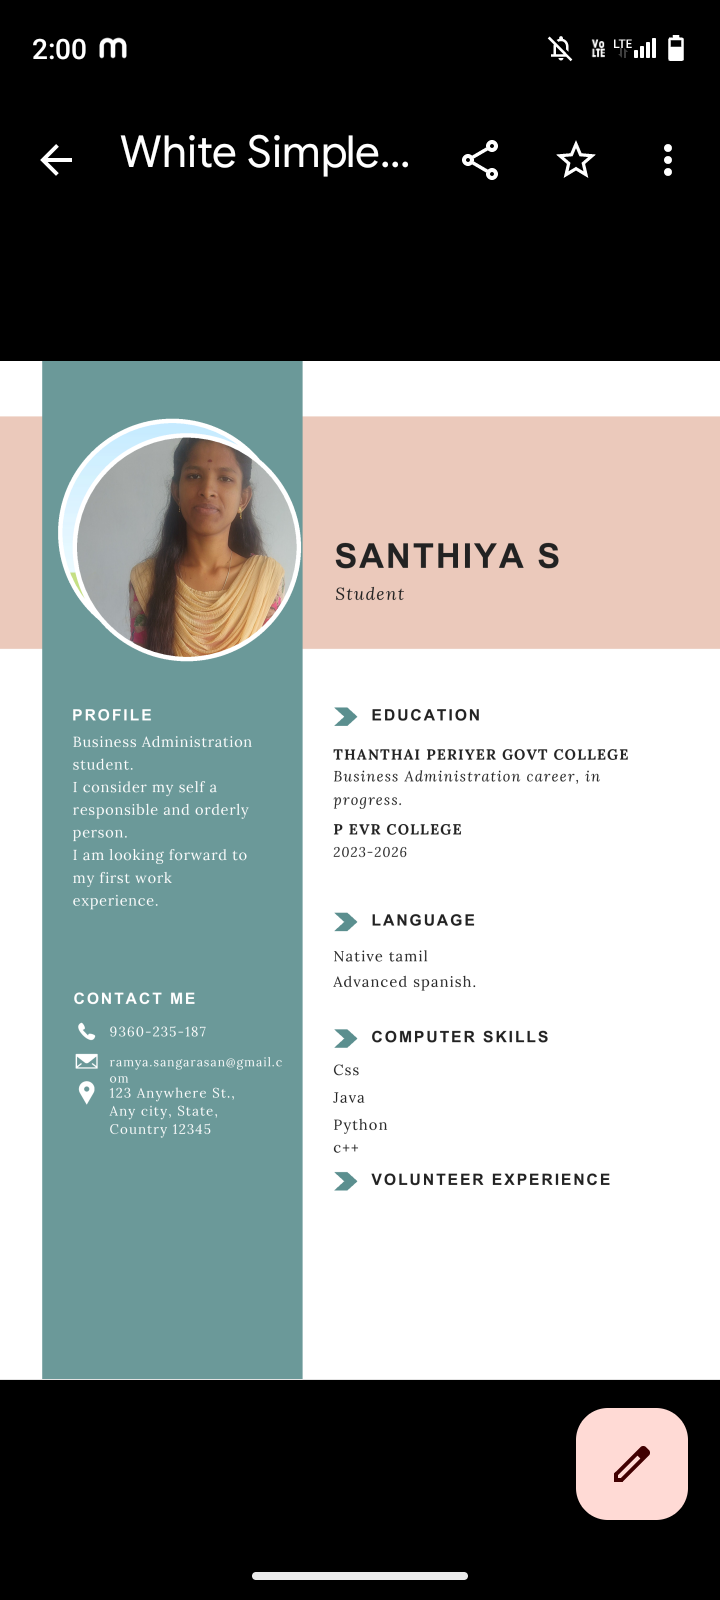 2:00 m
Vo LTE LTE
White Simple...
SANTHIYA S
Student
PROFILE
Business Administration
student.
I consider my self a
responsible and orderly
person.
I am looking forward to
my first work
experience.
CONTACT ME
9360-235-187
ramya.sangarasan@gmail.c
om
123 Anywhere St.,
Any city, State,
Country 12345
EDUCATION
THANTHAI PERIYER GOVT COLLEGE
Business Administration career, in
progress.
P EVR COLLEGE
2023-2026
LANGUAGE
Native tamil
Advanced spanish.
COMPUTER SKILLS
Css
Java
Python
c++
VOLUNTEER EXPERIENCE